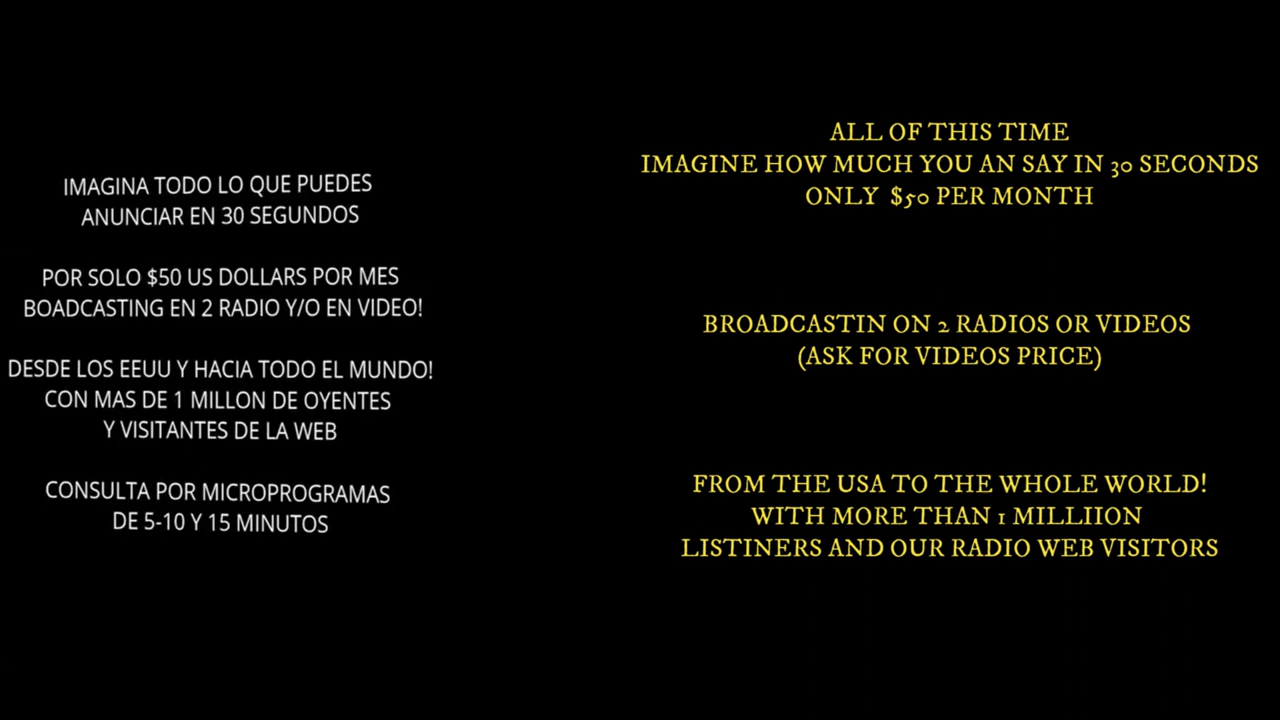 IMAGINA TODO LO QUE PUEDES
ANUNCIAR EN 30 SEGUNDOS
POR SOLO $50 US DOLLARS POR MES
BOADCASTING EN 2 RADIO Y/O EN VIDEO!
DESDE LOS EEUU Y HACIA TODO EL MUNDO!
CON MAS DE 1 MILLON DE OYENTES
Y VISITANTES DE LA WEB
CONSULTA POR MICROPROGRAMAS
DE 5-10 Y 15 MINUTOS
ALL OF THIS TIME
IMAGINE HOW MUCH YOU AN SAY IN 30 SECONDS
ONLY $50 PER MONTH
BROADCASTIN ON 2 RADIOS OR VIDEOS
(ASK FOR VIDEOS PRICE)
FROM THE USA TO THE WHOLE WORLD!
WITH MORE THAN 1 MILLIION
LISTINERS AND OUR RADIO WEB VISITORS